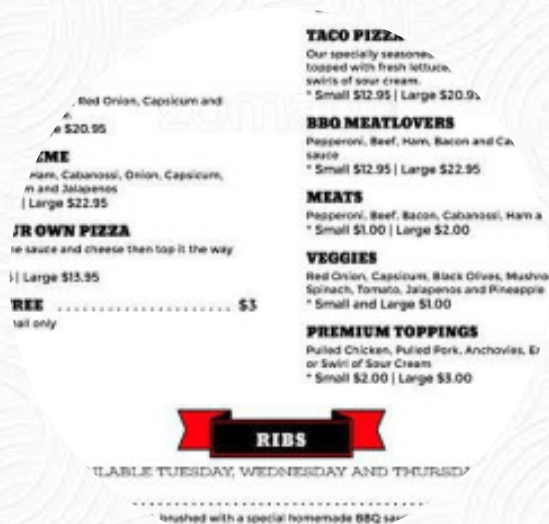 Red Onion, Capsicum and
$20.95
Ham, Cabanossi, Onion, Capsicum,
and Jalapenos
| Large $22.95
OWN PIZZA
sauce and cheese then top it the way
| Large $13.95
$3
only
TACO PIZZA
Our specially seasoned
topped with fresh lettuce,
swirls of sour cream.
* Small $12.95 | Large $20.95
BBQ MEATLOVERS
Pepperoni, Beef, Ham, Bacon and
sauce
* Small $12.95 | Large $22.95
MEATS
Pepperoni, Beef, Bacon, Cabanossi, Ham
* Small $1.00 | Large $2.00
VEGGIES
Red Onion, Capsicum, Black Olives,
Spinach, Tomato, Jalapenos and Pineapple
* Small and Large $1.00
PREMIUM TOPPINGS
Pulled Chicken, Pulled Pork, Anchovies,
or Swirl of Sour Cream
* Small $2.00 | Large $3.00
RIBS
TUESDAY, WEDNESDAY AND
brushed with a special homemade BBQ